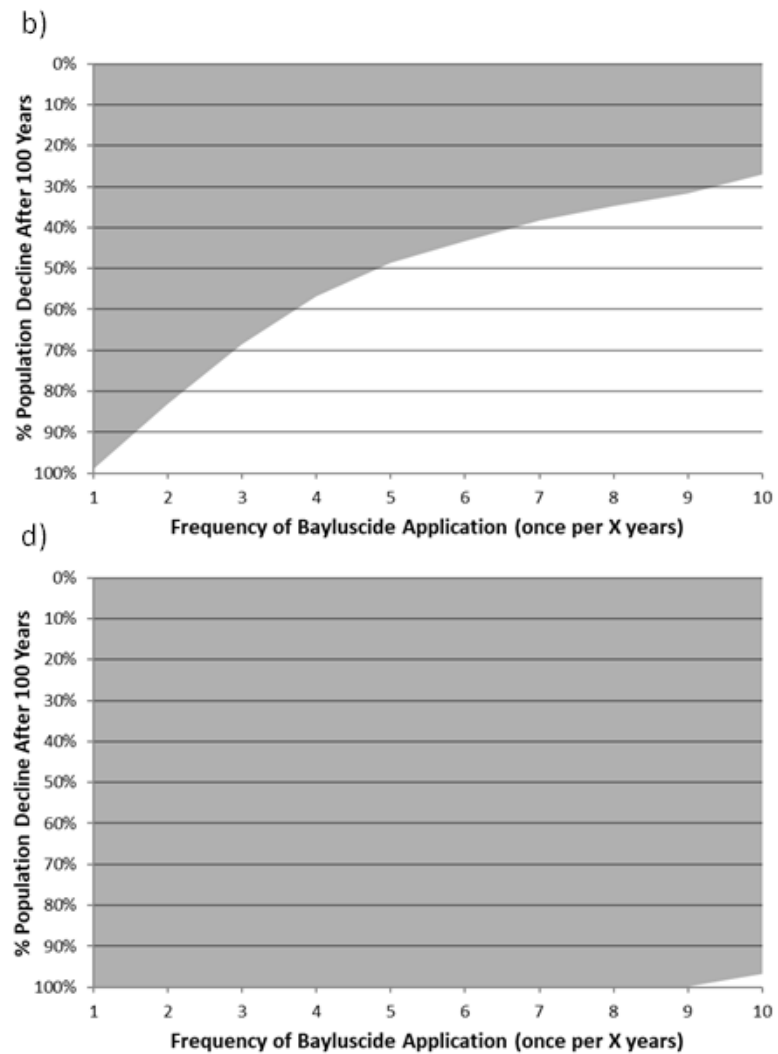 b)
% Population Decline After 100 Years
0%
10%
20%
30%
40%
50%
60%
70%
80%
90%
100%
1 2 3 4 5 6 7 8 9 10
Frequency of Bayluscide Application (once per X years)
d)
% Population Decline After 100 Years
0%
10%
20%
30%
40%
50%
60%
70%
80%
90%
100%
1 2 3 4 5 6 7 8 9 10
Frequency of Bayluscide Application (once per X years)